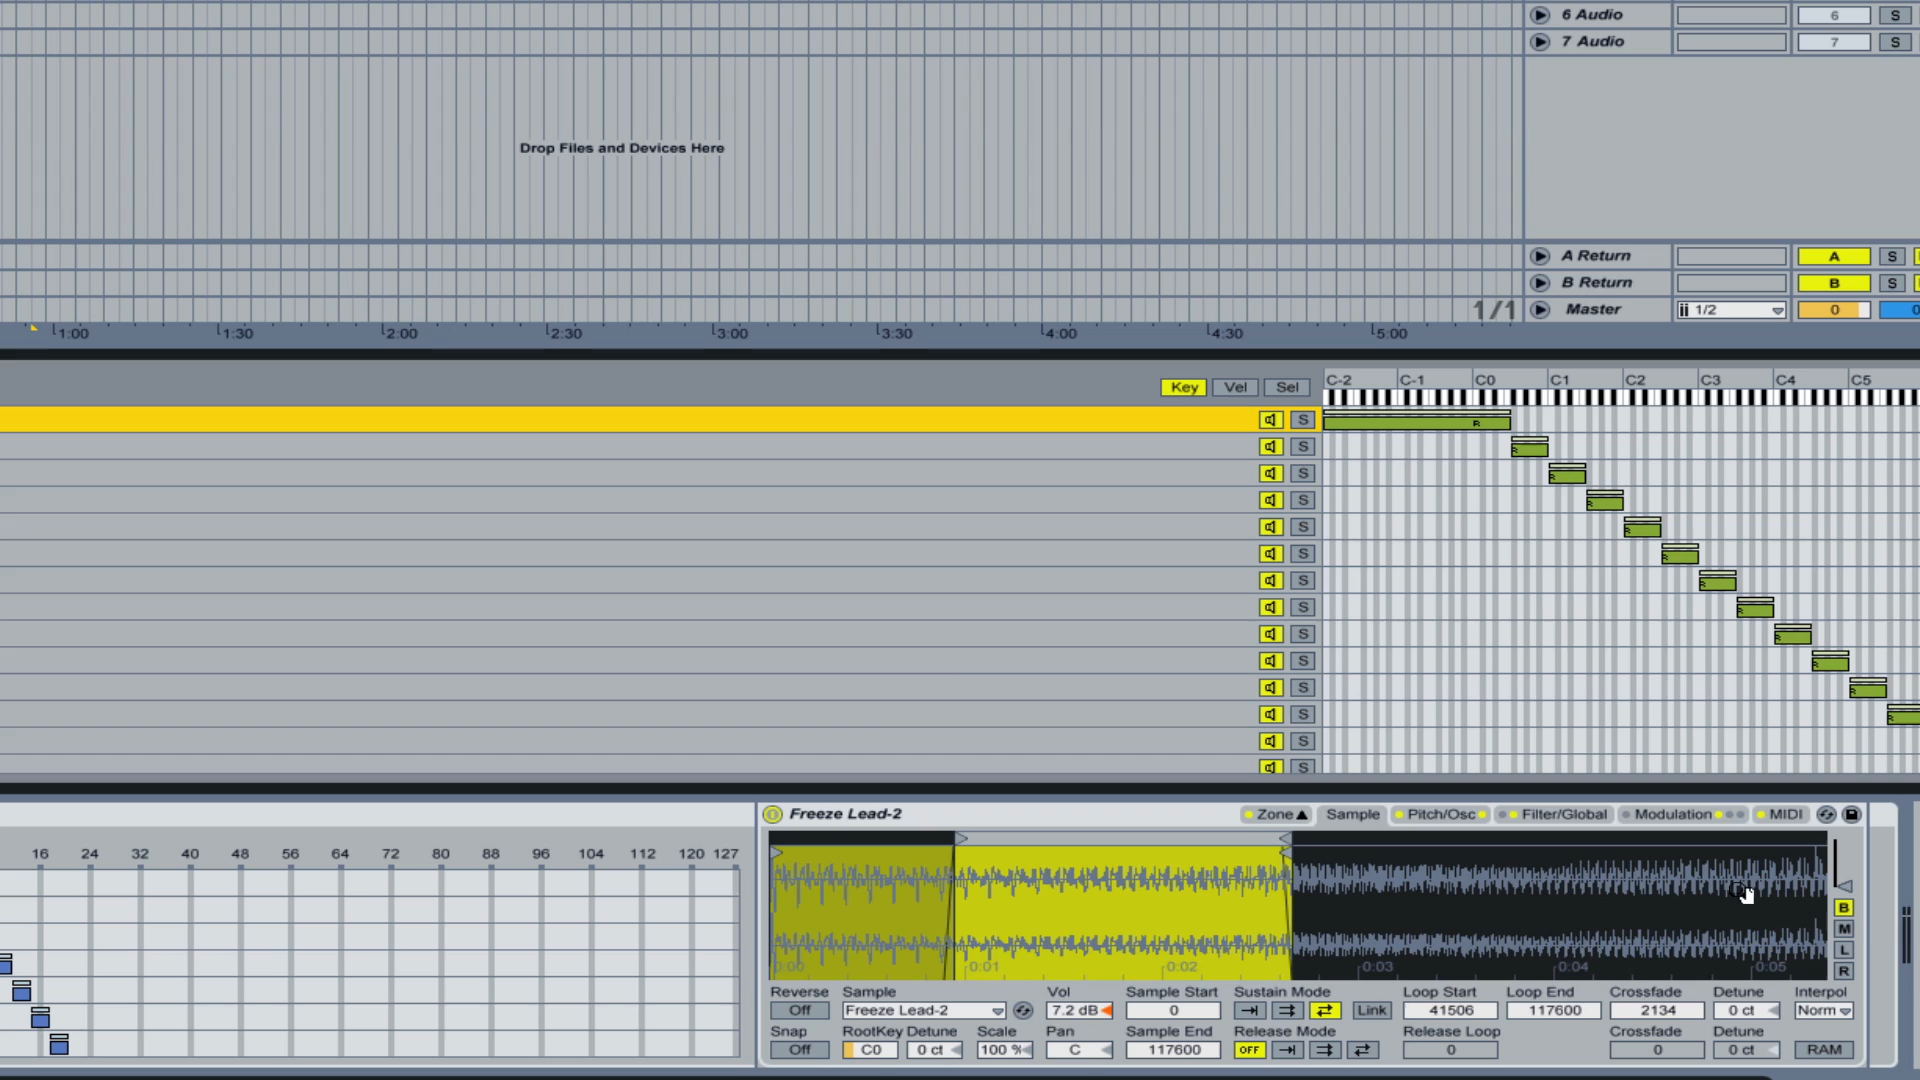 6 Audio 6 S
7 Audio 7 S
Drop Files and Devices Here
A Return A S
B Return B S
1/1 Master 1/2 0 0
1:00 1:30 2:00 2:30 3:00 3:30 4:00 4:30 5:00
Key Vel Sel C-2 C-1 C0 C1 C2 C3 C4 C5
S R
S R
S R
S R
S R
S R
S R
S R
S R
S R
S R
S R
S
S
Freeze Lead-2 Zone Sample Pitch/Osc Filter/Global Modulation MIDI
16 24 32 40 48 56 64 72 80 88 96 104 112 120 127
B
M
L
R
0:00 0:01 0:02 0:03 0:04 0:05
Reverse Sample Vol Sample Start Sustain Mode Loop Start Loop End Crossfade Detune Interpol
Off Freeze Lead-2 7.2 dB 0 Link 41506 117600 2134 0 ct Norm
Snap RootKey Detune Scale Pan Sample End Release Mode Release Loop Crossfade Detune
Off C0 0 ct 100 % C 117600 OFF 0 0 0 ct RAM